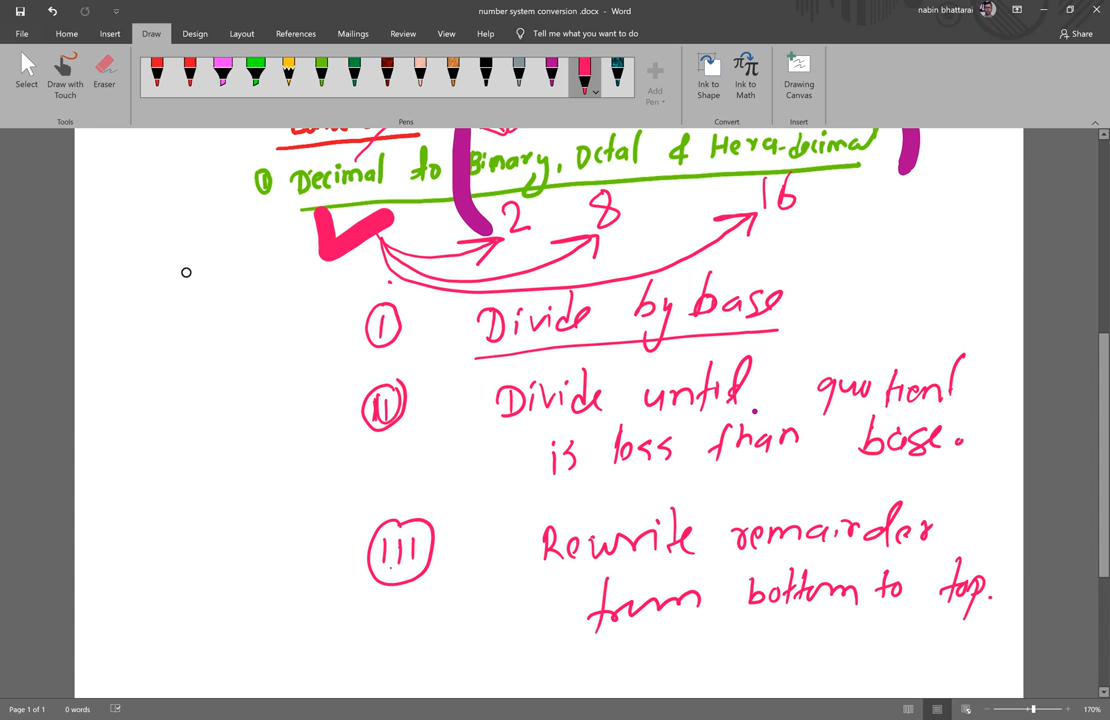 number system conversion .docx - Word
nabin bhattarai
File Home Insert Draw Design Layout References Mailings Review View Help Tell me what you want to do
Share
Select
Draw with
Touch
Eraser
Add
Pen
Ink to
Shape
Ink to
Math
Drawing
Canvas
Tools
Pens
Convert
Insert
① Decimal to Binary, Octal & Hexa-decimal
2 8 16
I Divide by base
II Divide until quotient
is less than base.
III Rewrite remainder
from bottom to top.
Page 1 of 1 0 words
170%